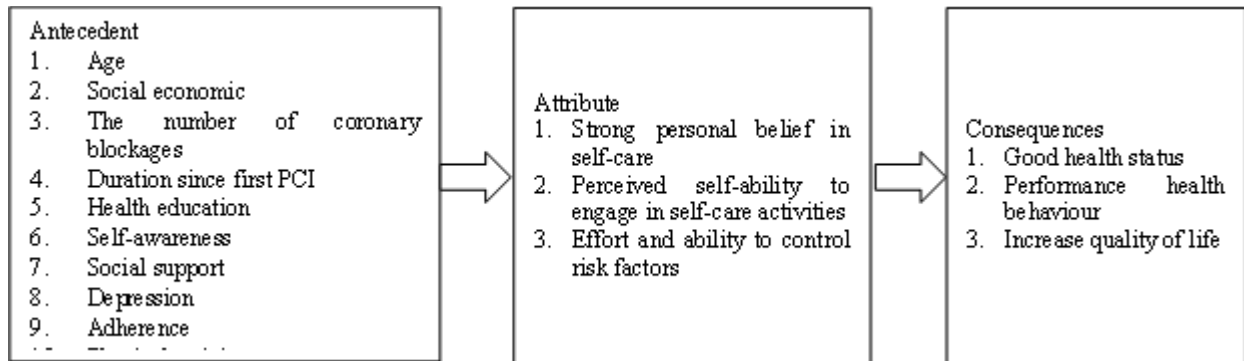 Antecedent
1. Age
2. Social economic
3. The number of coronary
blockages
4. Duration since first PCI
5. Health education
6. Self-awareness
7. Social support
8. Depression
9. Adherence
Attribute
1. Strong personal belief in
self-care
2. Perceived self-ability to
engage in self-care activities
3. Effort and ability to control
risk factors
Consequences
1. Good health status
2. Performance health
behaviour
3. Increase quality of life